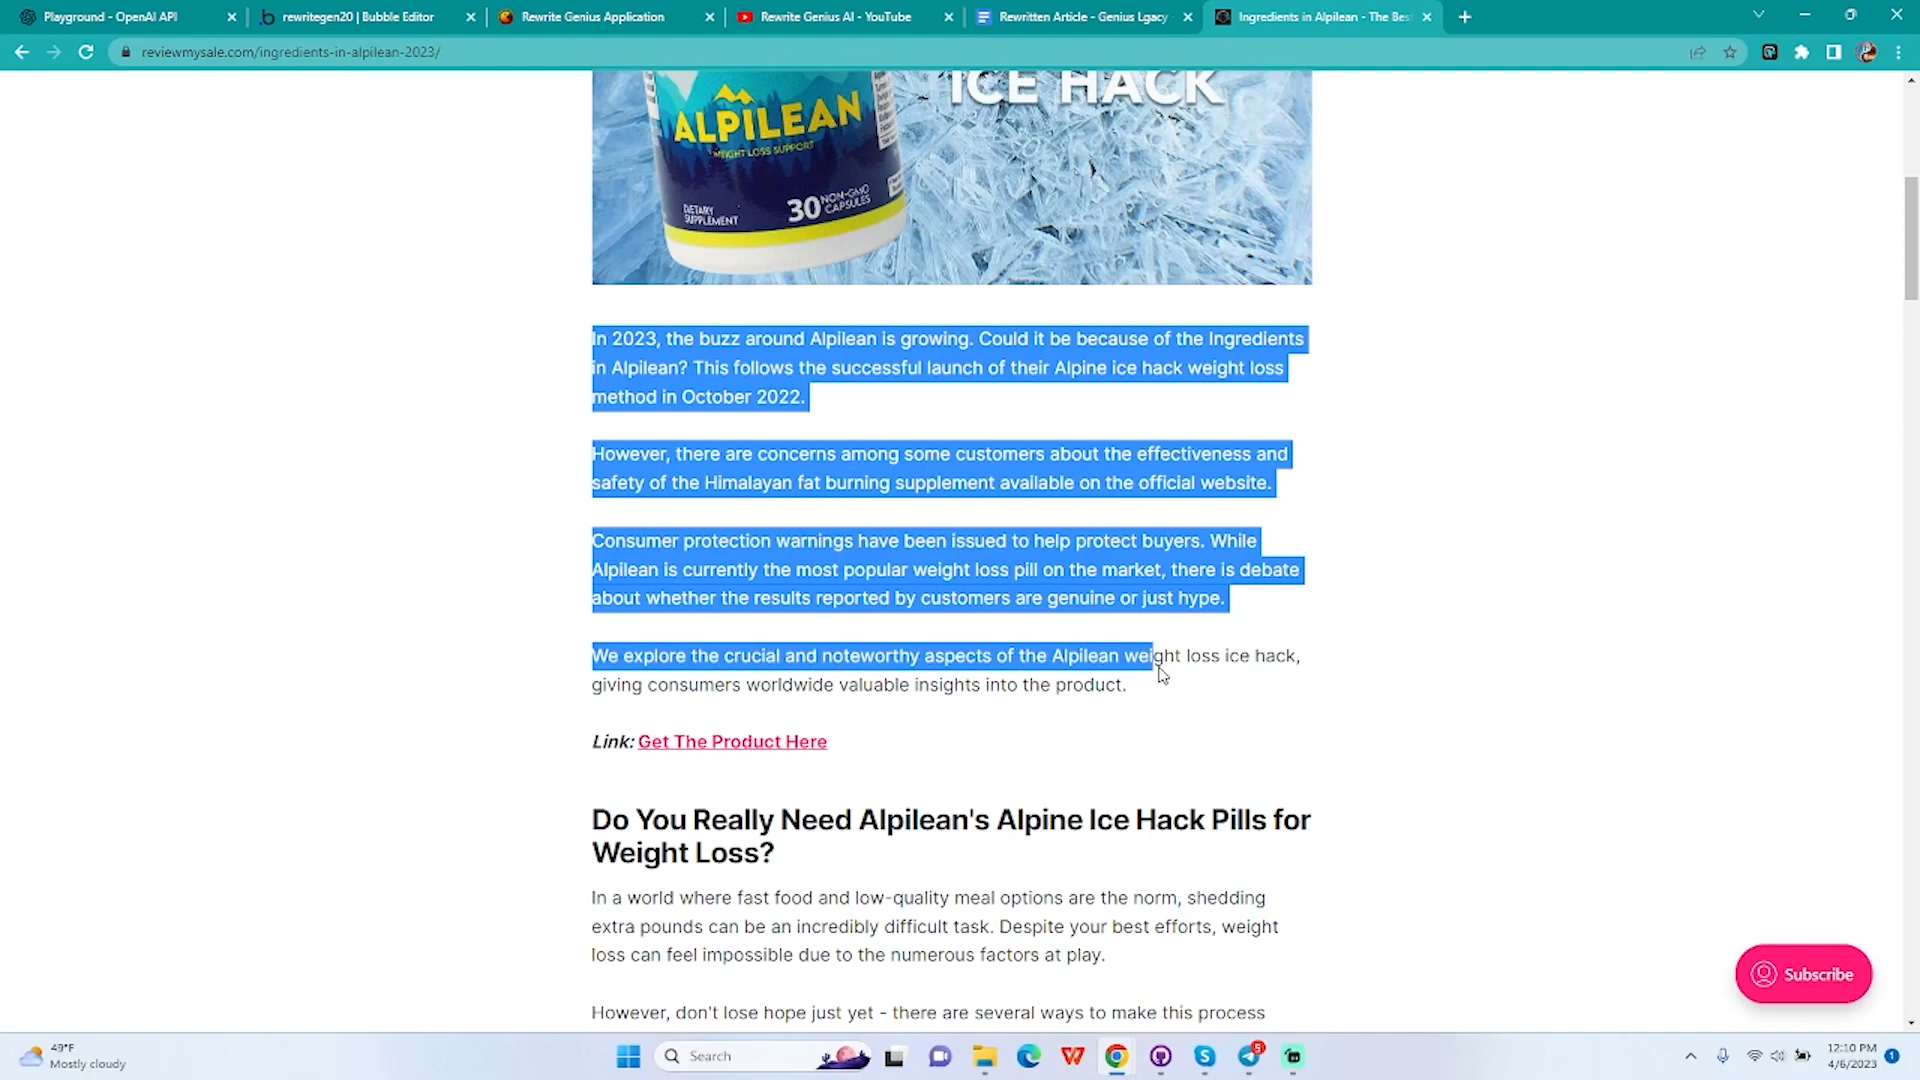 Playground - OpenAI API
rewritegen20 | Bubble Editor
Rewrite Genius Application
Rewrite Genius AI - YouTube
Rewritten Article - Genius Lgacy
Ingredients in Alpilean - The Bes
reviewmysale.com/ingredients-in-alpilean-2023/
ICE HACK
ALPILEAN
WEIGHT LOSS SUPPORT
DIETARY
SUPPLEMENT
30 NON-GMO
CAPSULES
In 2023, the buzz around Alpilean is growing. Could it be because of the Ingredients
in Alpilean? This follows the successful launch of their Alpine ice hack weight loss
method in October 2022.
However, there are concerns among some customers about the effectiveness and
safety of the Himalayan fat burning supplement available on the official website.
Consumer protection warnings have been issued to help protect buyers. While
Alpilean is currently the most popular weight loss pill on the market, there is debate
about whether the results reported by customers are genuine or just hype.
We explore the crucial and noteworthy aspects of the Alpilean weight loss ice hack,
giving consumers worldwide valuable insights into the product.
Link: Get The Product Here
Do You Really Need Alpilean's Alpine Ice Hack Pills for
Weight Loss?
In a world where fast food and low-quality meal options are the norm, shedding
extra pounds can be an incredibly difficult task. Despite your best efforts, weight
loss can feel impossible due to the numerous factors at play.
However, don't lose hope just yet - there are several ways to make this process
Subscribe
49°F
Mostly cloudy
Search
5
12:10 PM
4/6/2023
1